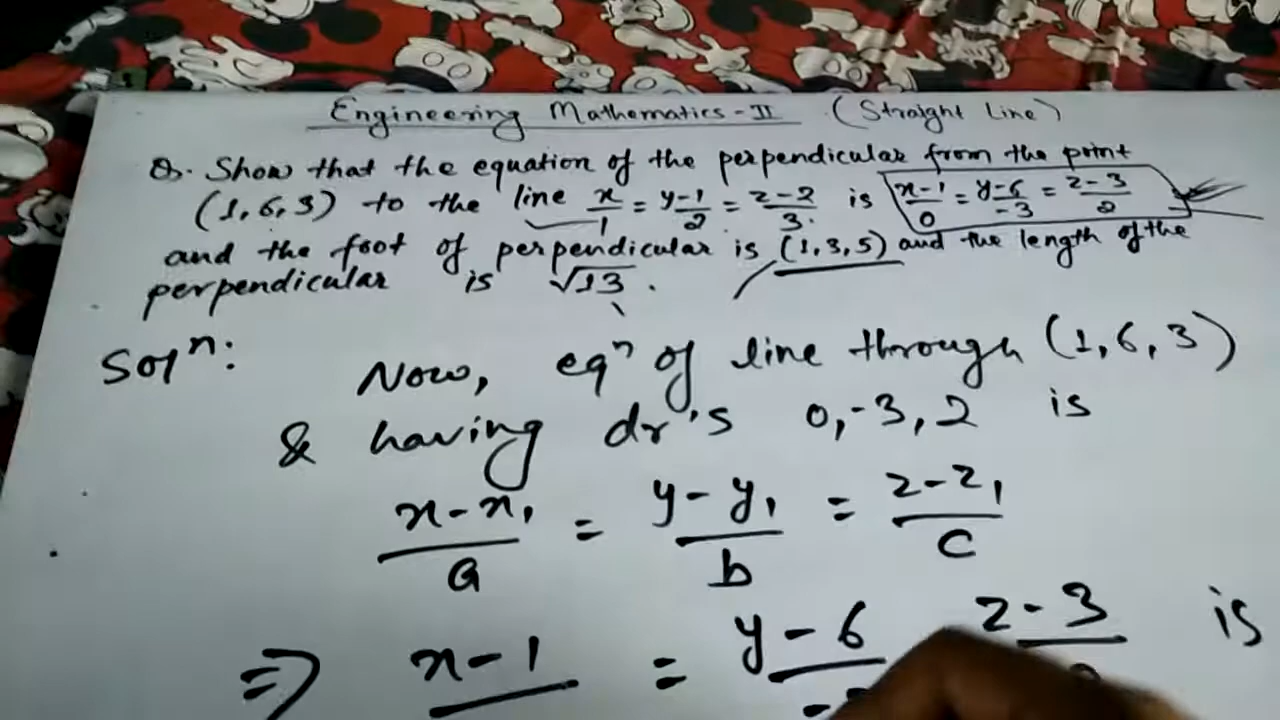 Engineering Mathematics-II (Straight Line)
Q. Show that the equation of the perpendicular from the point
(1,6,3) to the line x/1 = y-1/2 = z-2/3 is x-1/0 = y-6/-3 = z-3/2
and the foot of perpendicular is (1,3,5) and the length of the
perpendicular is √13.
Solⁿ:
Now, eqⁿ of line through (1,6,3)
& having dr's 0,-3,2 is
x-x₁/a = y-y₁/b = z-z₁/c
⇒ x-1 = y-6 z-3 is